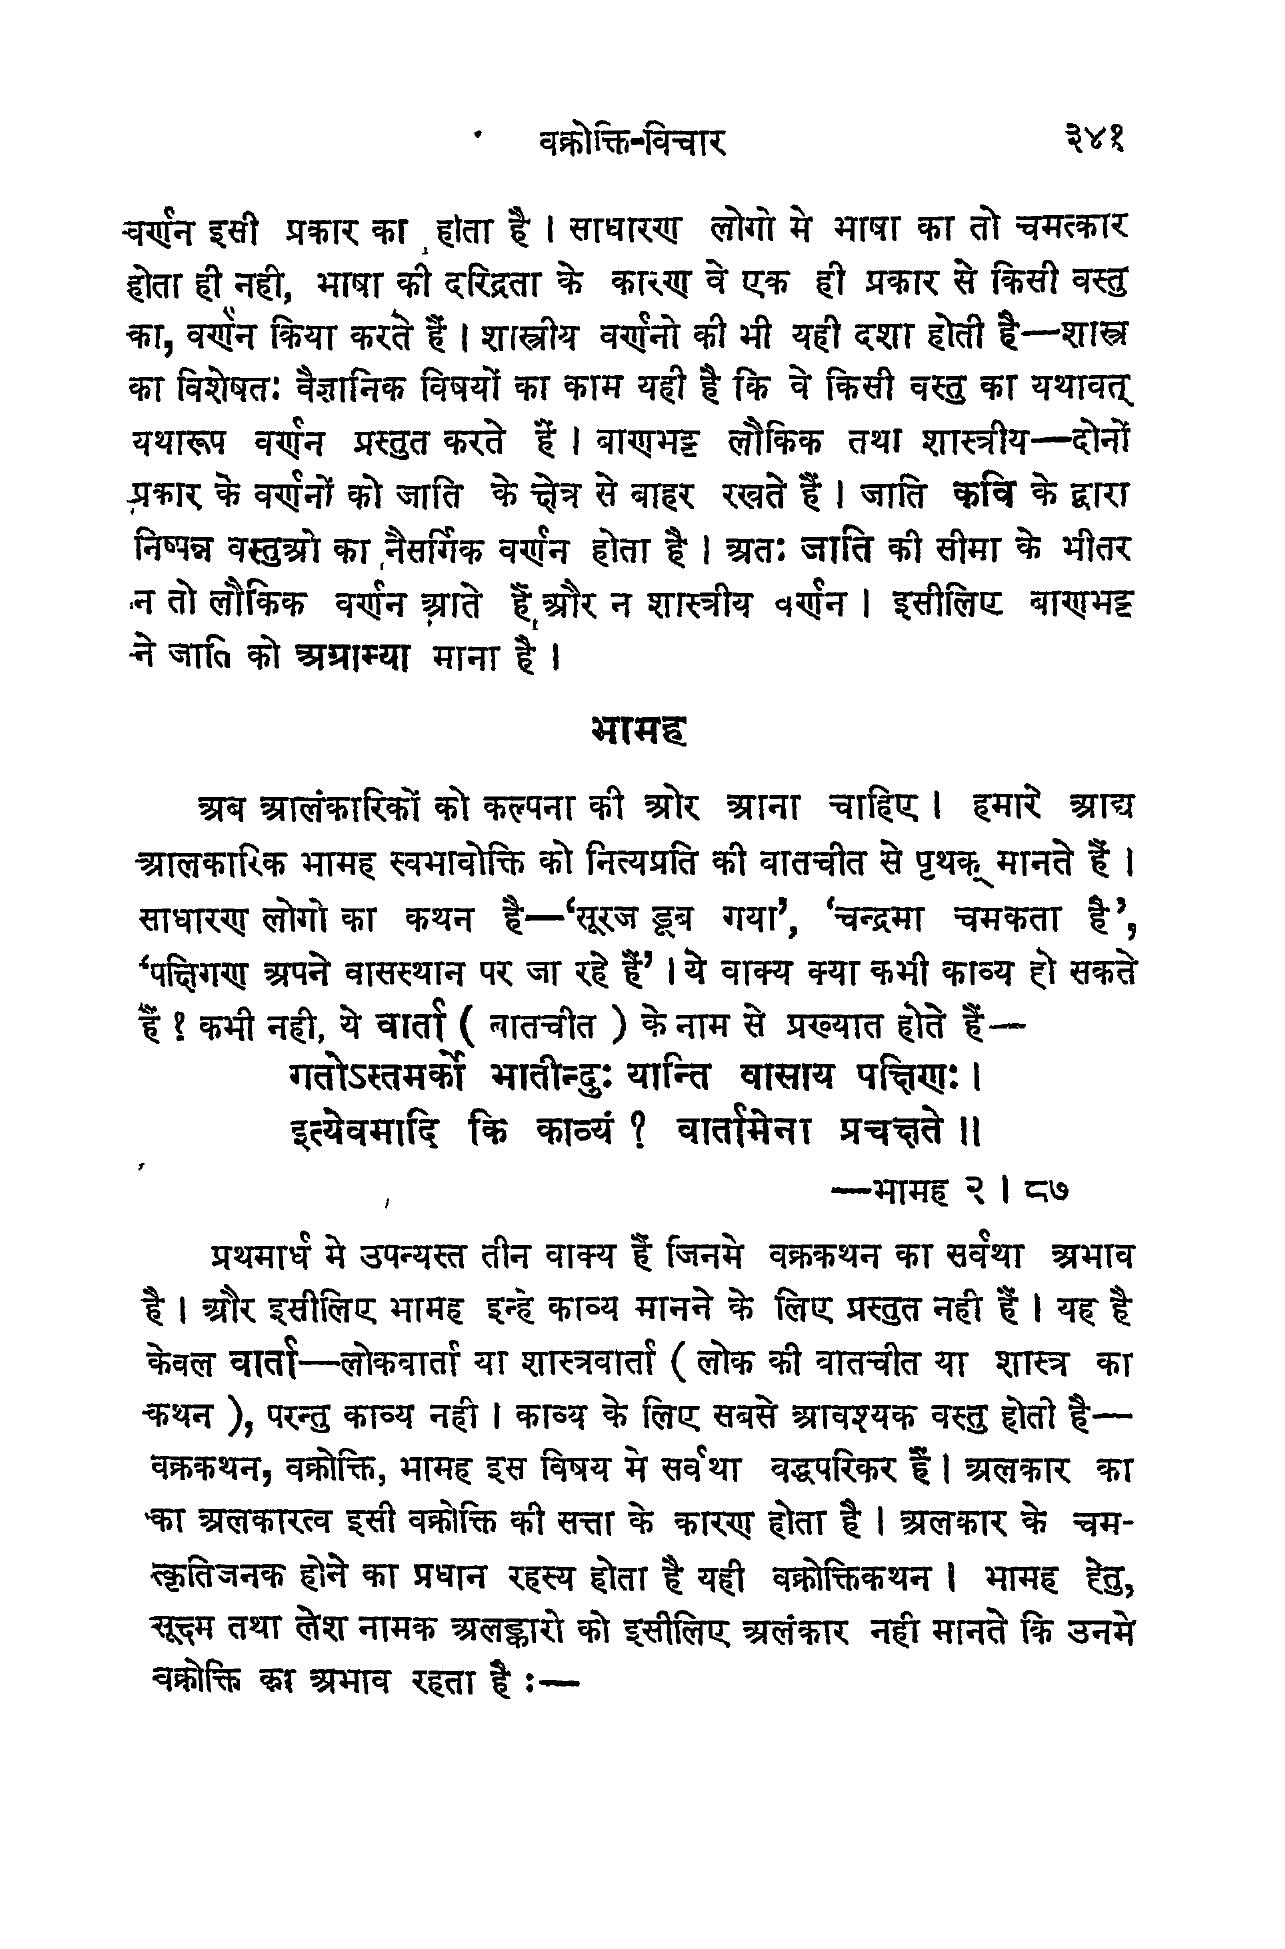 वक्रोक्ति-विचार ३४१
वर्णन इसी प्रकार का होता है । साधारण लोगो मे भाषा का तो चमत्कार
होता ही नही, भाषा की दरिद्रता के कारण वे एक ही प्रकार से किसी वस्तु
का, वर्णन किया करते हैं । शास्त्रीय वर्णनो की भी यही दशा होती है—शास्त्र
का विशेषतः वैज्ञानिक विषयों का काम यही है कि वे किसी वस्तु का यथावत्
यथारूप वर्णन प्रस्तुत करते हैं । बाणभट्ट लौकिक तथा शास्त्रीय—दोनों
प्रकार के वर्णनों को जाति के क्षेत्र से बाहर रखते हैं । जाति कवि के द्वारा
निष्पन्न वस्तुओ का नैसर्गिक वर्णन होता है । अतः जाति की सीमा के भीतर
न तो लौकिक वर्णन आते हैं और न शास्त्रीय वर्णन । इसीलिए बाणभट्ट
ने जाति को अग्राम्या माना है ।
भामह
अब आलंकारिकों को कल्पना की ओर आना चाहिए । हमारे आद्य
आलकारिक भामह स्वभावोक्ति को नित्यप्रति की बातचीत से पृथक् मानते हैं ।
साधारण लोगो का कथन है—‘सूरज डूब गया’, ‘चन्द्रमा चमकता है’,
‘पक्षिगण अपने वासस्थान पर जा रहे हैं’ । ये वाक्य क्या कभी काव्य हो सकते
हैं ? कभी नही, ये वार्ता ( बातचीत ) के नाम से प्रख्यात होते हैं—
गतोऽस्तमर्को भातीन्दुः यान्ति वासाय पक्षिणः ।
इत्येवमादि कि काव्यं ? वार्तामेना प्रचक्षते ॥
—भामह २ । ८७
प्रथमार्ध मे उपन्यस्त तीन वाक्य हैं जिनमे वक्रकथन का सर्वथा अभाव
है । और इसीलिए भामह इन्हे काव्य मानने के लिए प्रस्तुत नही हैं । यह है
केवल वार्ता—लोकवार्ता या शास्त्रवार्ता ( लोक की बातचीत या शास्त्र का
कथन ), परन्तु काव्य नही । काव्य के लिए सबसे आवश्यक वस्तु होती है—
वक्रकथन, वक्रोक्ति, भामह इस विषय मे सर्वथा वद्धपरिकर हैं । अलकार का
का अलकारत्व इसी वक्रोक्ति की सत्ता के कारण होता है । अलकार के चम-
त्कृतिजनक होने का प्रधान रहस्य होता है यही वक्रोक्तिकथन । भामह हेतु,
सूक्ष्म तथा लेश नामक अलङ्कारो को इसीलिए अलंकार नही मानते कि उनमे
वक्रोक्ति का अभाव रहता है :—